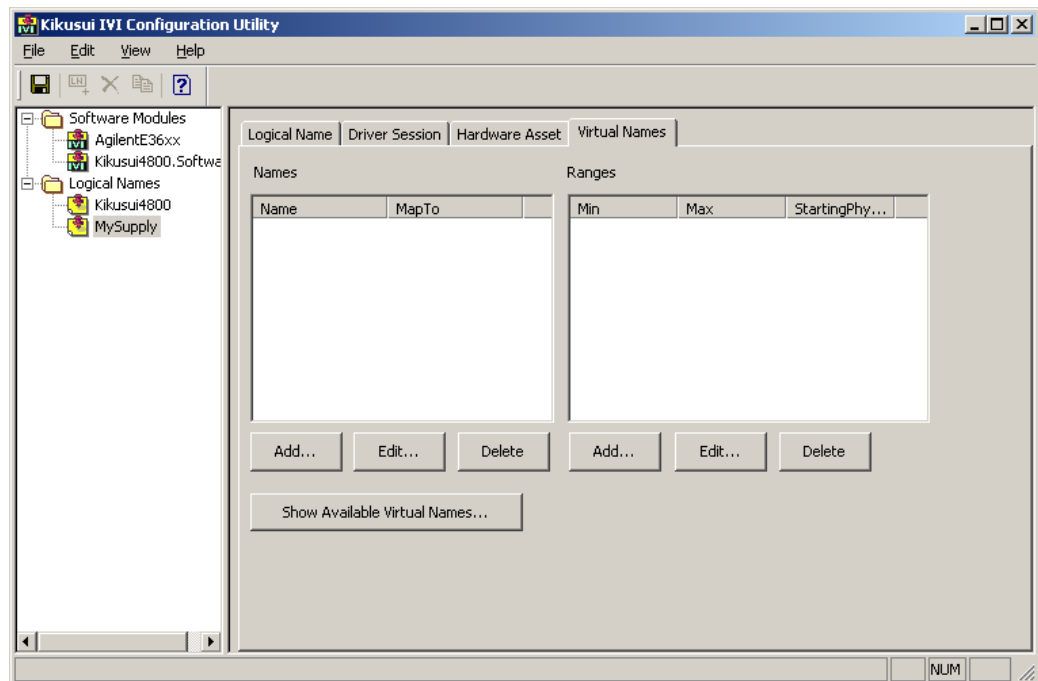 Kikusui IVI Configuration Utility
File Edit View Help
Software Modules
AgilentE36xx
Kikusui4800.Softwa
Logical Names
Kikusui4800
MySupply
Logical Name Driver Session Hardware Asset Virtual Names
Names Ranges
Name MapTo Min Max StartingPhy...
Add... Edit... Delete Add... Edit... Delete
Show Available Virtual Names...
NUM